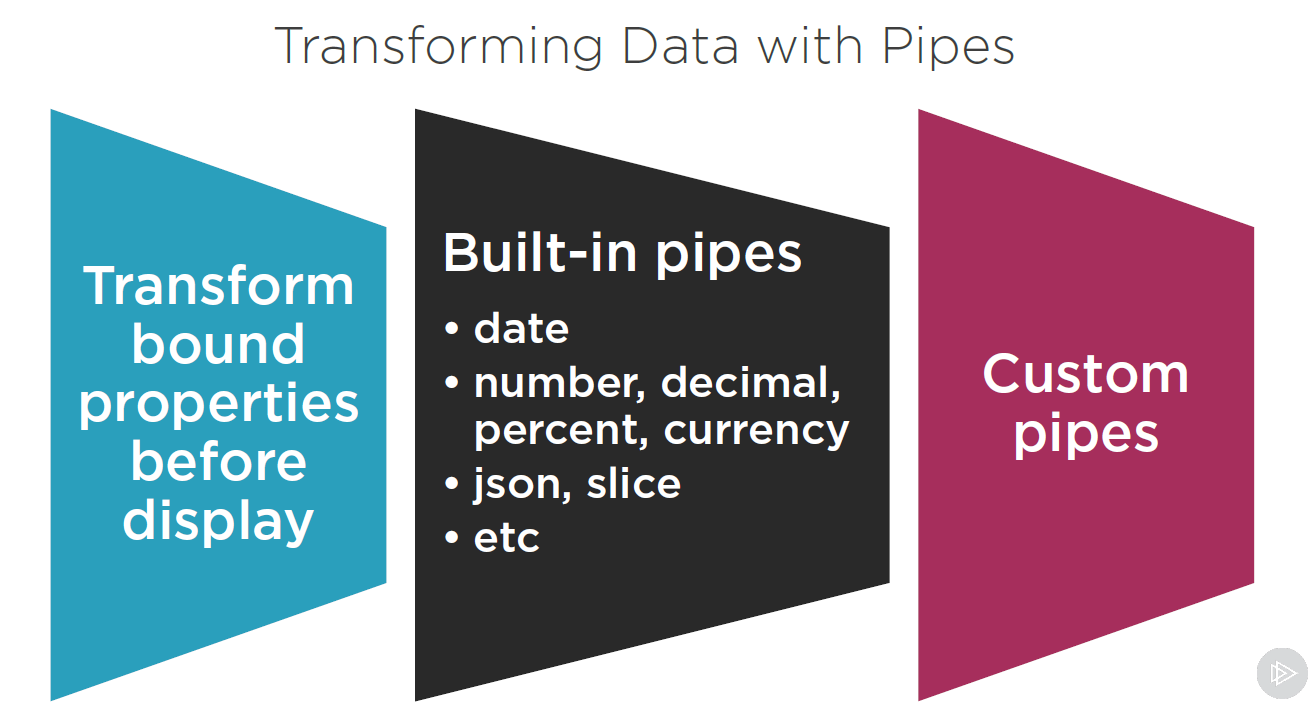 Transforming Data with Pipes
Transform
bound
properties
before
display
Built-in pipes
• date
• number, decimal,
percent, currency
• json, slice
• etc
Custom
pipes